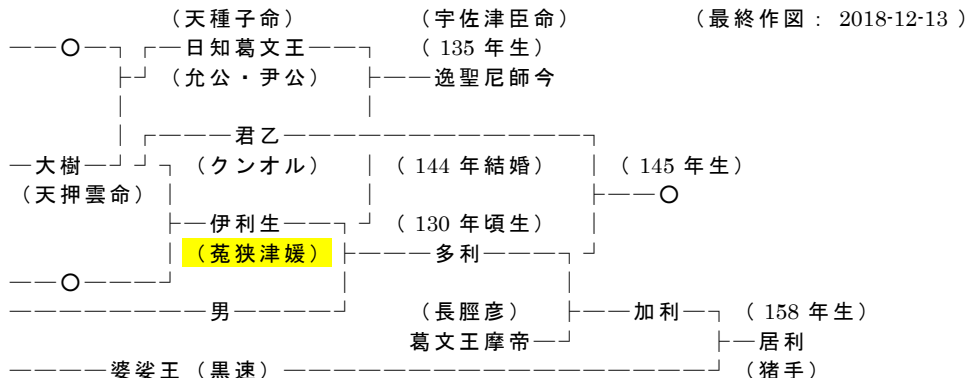 （天種子命） （宇佐津臣命） （最終作図： 2018-12-13 ）
○ 日知葛文王 （ 135 年生）
（允公・尹公） 逸聖尼師今
君乙
大樹 （クンオル） （ 144 年結婚） （ 145 年生）
（天押雲命） ○
伊利生 （ 130 年頃生）
（菟狭津媛） 多利
○
男 （長脛彦） 加利 （ 158 年生）
葛文王摩帝 居利
婆娑王（黒速） （猪手）